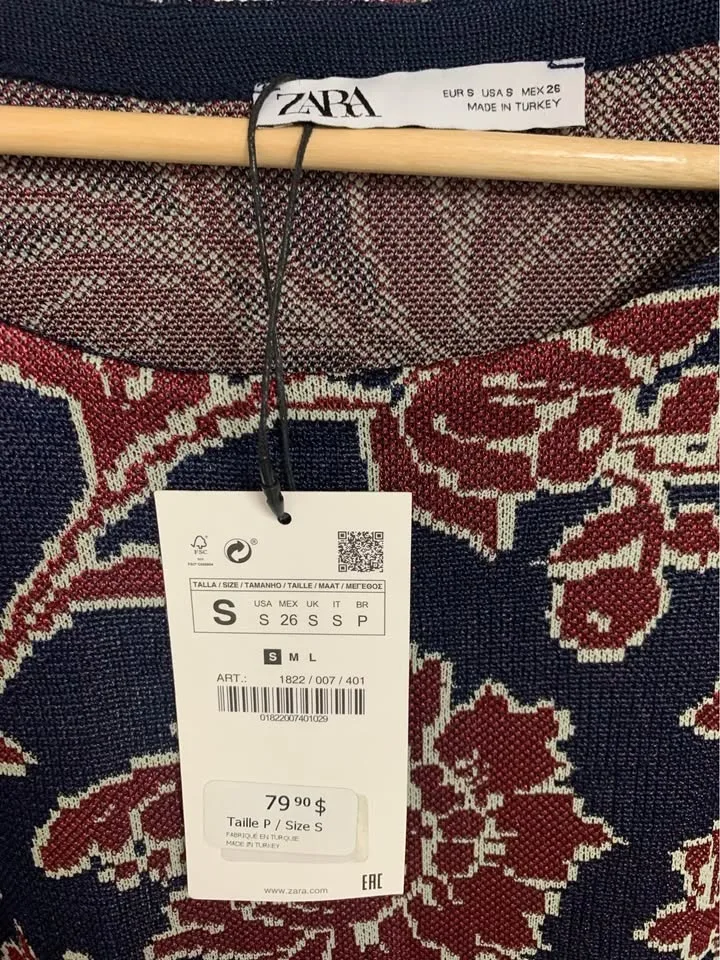 ZARA
EUR S USA S MEX 26
MADE IN TURKEY
FSC
TALLA / SIZE / TAMANHO / TAILLE / MAAT / ΜΕΓΕΘΟΣ
S
USA MEX UK IT BR
S 26 S S P
S M L
ART.: 1822 / 007 / 401
01822007401029
79 90 $
Taille P / Size S
FABRIQUÉ EN TURQUIE
MADE IN TURKEY
www.zara.com
EAC